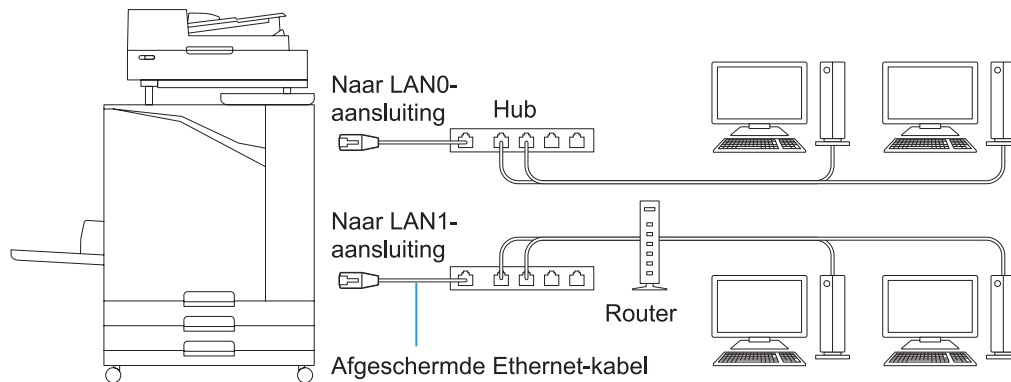 Naar LAN0-
aansluiting
Hub
Naar LAN1-
aansluiting
Router
Afgeschermde Ethernet-kabel